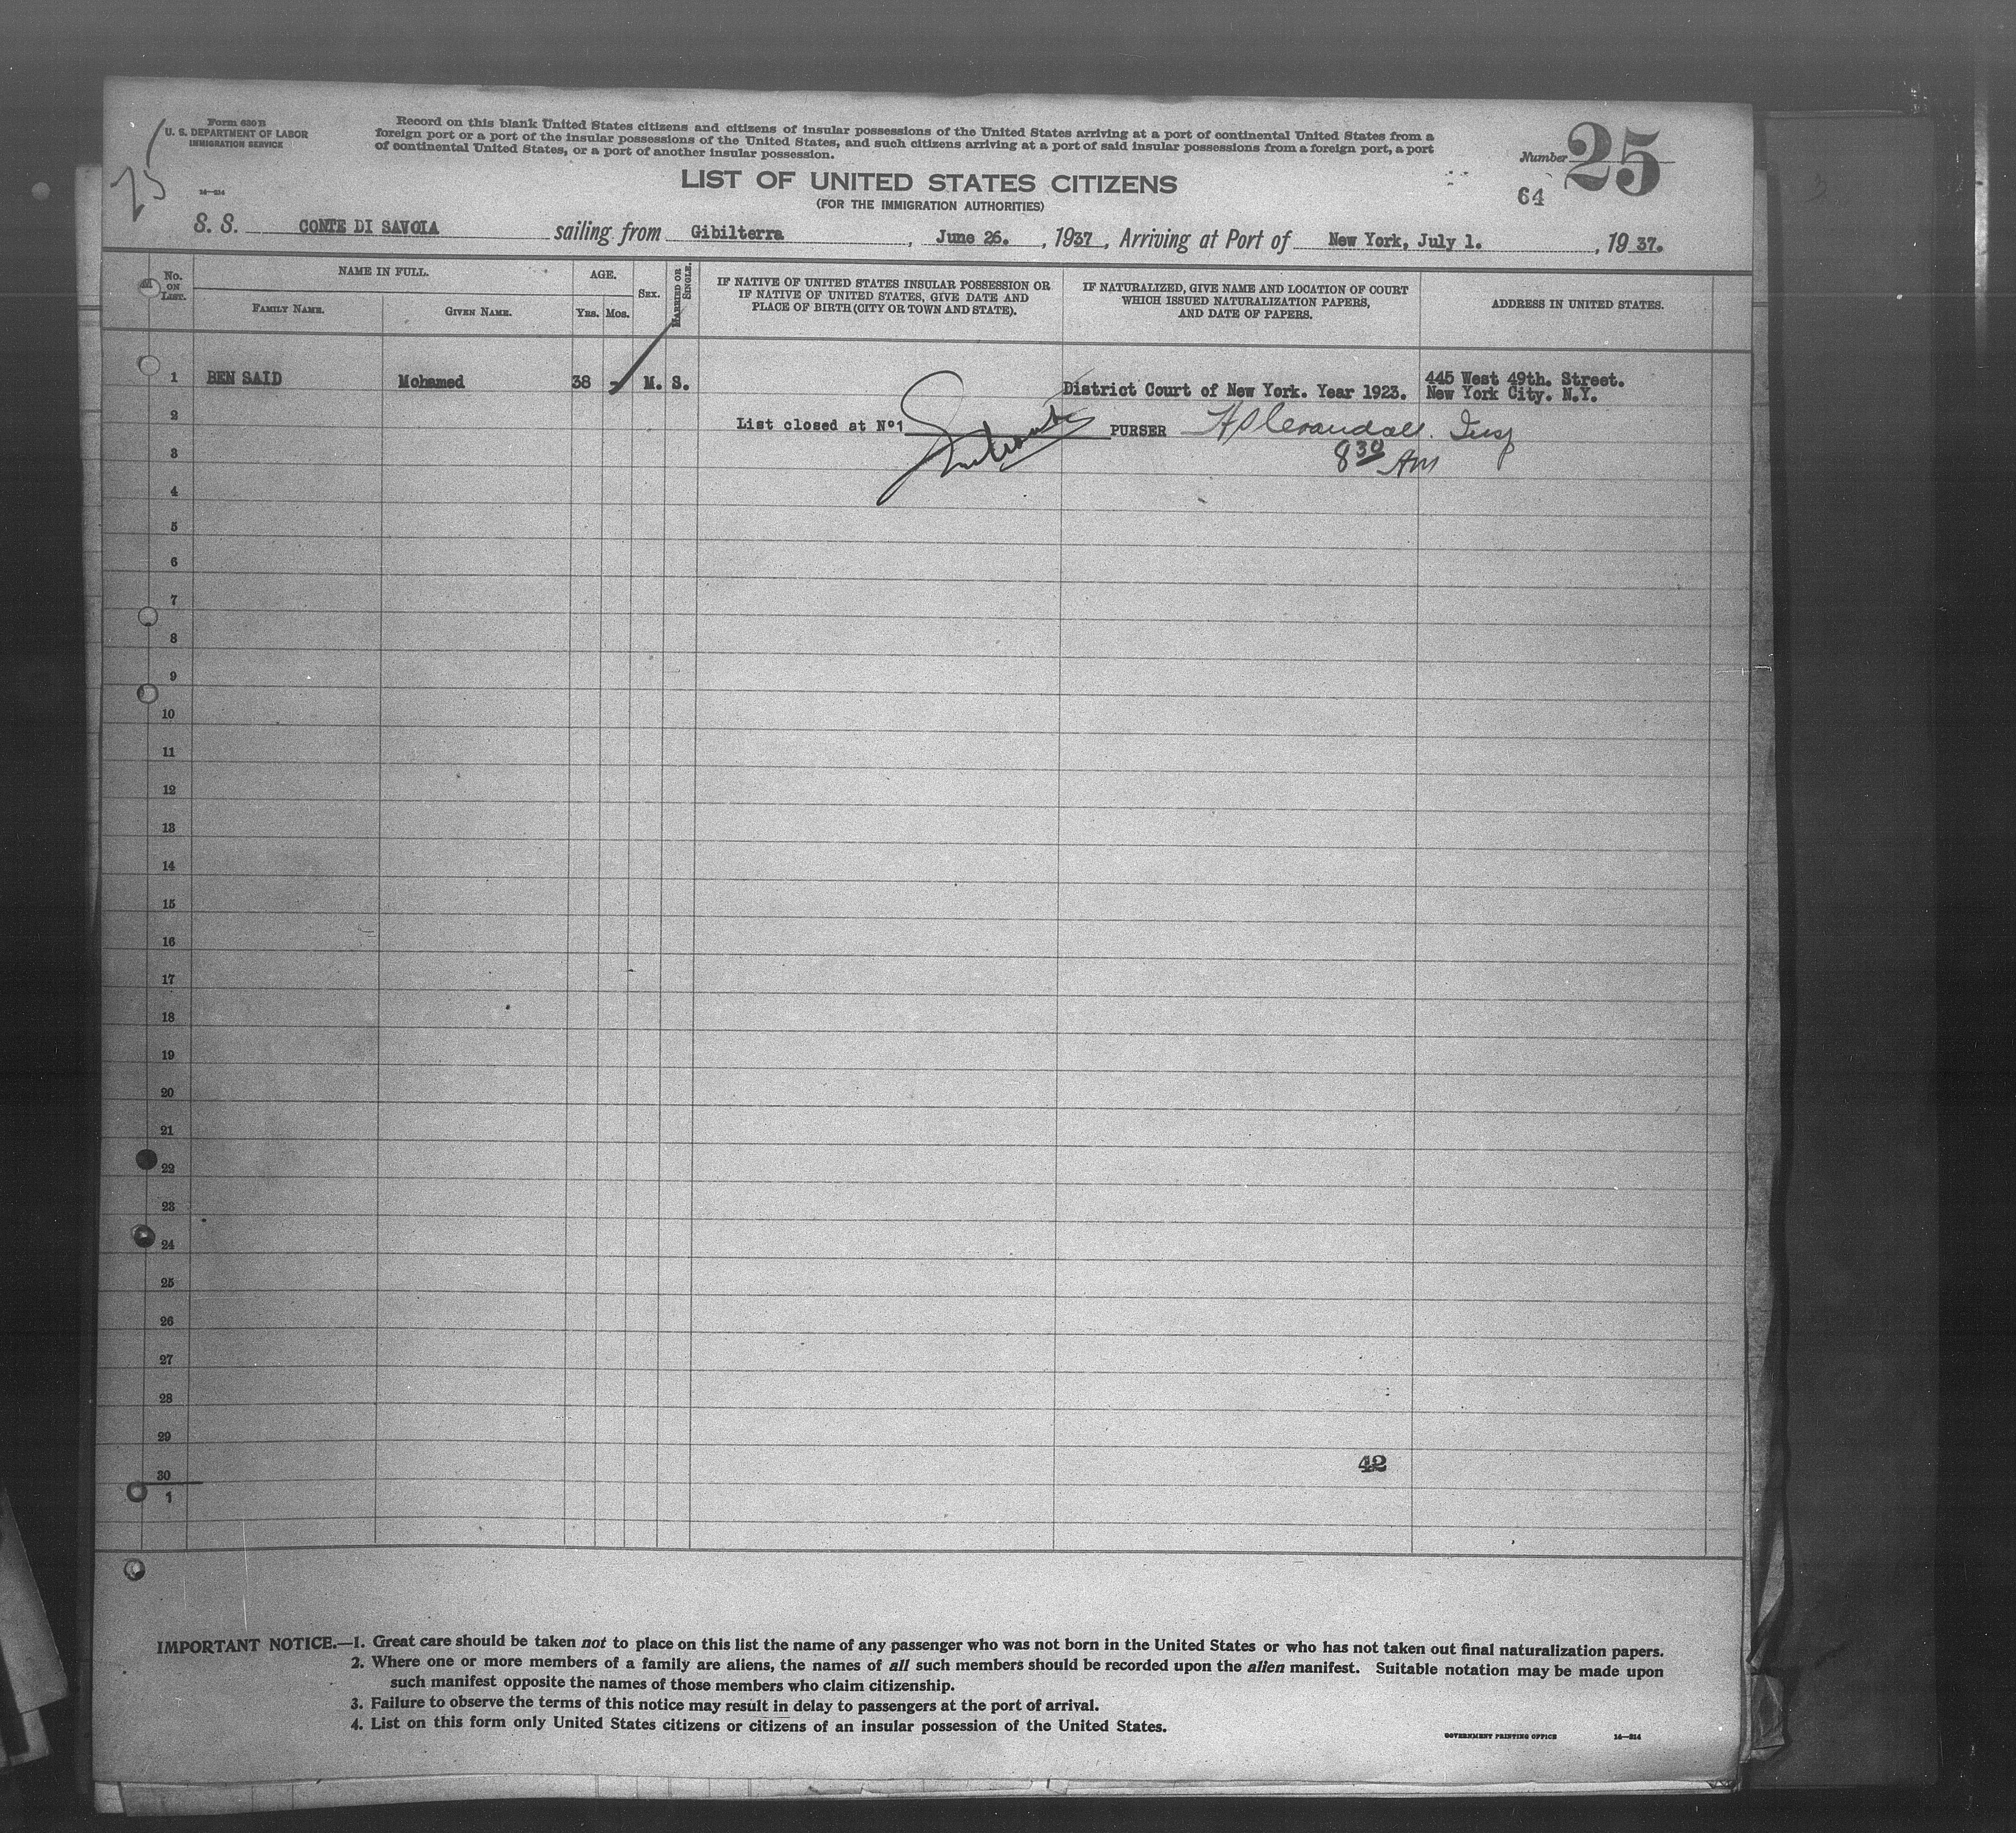 Form 630 B
U. S. DEPARTMENT OF LABOR
IMMIGRATION SERVICE
14—214
25
Record on this blank United States citizens and citizens of insular possessions of the United States arriving at a port of continental United States from a
foreign port or a port of the insular possessions of the United States, and such citizens arriving at a port of said insular possessions from a foreign port, a port
of continental United States, or a port of another insular possession.
Number 25
64
LIST OF UNITED STATES CITIZENS
(FOR THE IMMIGRATION AUTHORITIES)
S. S. CONTE DI SAVOIA sailing from Gibilterra, June 26., 1937, Arriving at Port of New York, July 1., 1937.
No. ON LIST.
NAME IN FULL.
FAMILY NAME. GIVEN NAME.
AGE.
YRS. MOS.
SEX.
MARRIED OR SINGLE.
IF NATIVE OF UNITED STATES INSULAR POSSESSION OR
IF NATIVE OF UNITED STATES, GIVE DATE AND
PLACE OF BIRTH (CITY OR TOWN AND STATE).
IF NATURALIZED, GIVE NAME AND LOCATION OF COURT
WHICH ISSUED NATURALIZATION PAPERS,
AND DATE OF PAPERS.
ADDRESS IN UNITED STATES.
1 BEN SAID Mohamed 38 M. S. District Court of New York. Year 1923. 445 West 49th. Street.
New York City. N.Y.
2 List closed at Nº1 PURSER Crandall. Insp
3 8 30 AM
4
5
6
7
8
9
10
11
12
13
14
15
16
17
18
19
20
21
22
23
24
25
26
27
28
29
42
30
1
IMPORTANT NOTICE.—1. Great care should be taken not to place on this list the name of any passenger who was not born in the United States or who has not taken out final naturalization papers.
2. Where one or more members of a family are aliens, the names of all such members should be recorded upon the alien manifest. Suitable notation may be made upon
such manifest opposite the names of those members who claim citizenship.
3. Failure to observe the terms of this notice may result in delay to passengers at the port of arrival.
4. List on this form only United States citizens or citizens of an insular possession of the United States.
GOVERNMENT PRINTING OFFICE 14—214